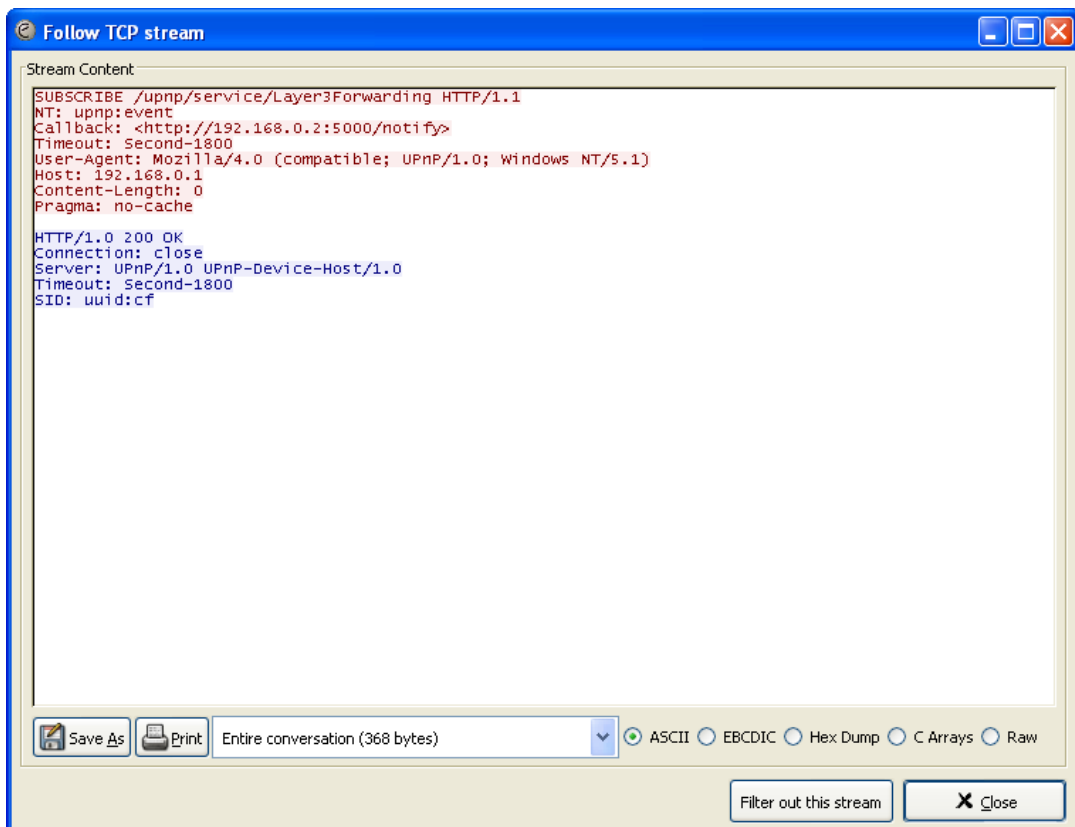 Follow TCP stream
Stream Content
SUBSCRIBE /upnp/service/Layer3Forwarding HTTP/1.1
NT: upnp:event
Callback: <http://192.168.0.2:5000/notify>
Timeout: Second-1800
User-Agent: Mozilla/4.0 (compatible; UPnP/1.0; Windows NT/5.1)
Host: 192.168.0.1
Content-Length: 0
Pragma: no-cache
HTTP/1.0 200 OK
Connection: close
Server: UPnP/1.0 UPnP-Device-Host/1.0
Timeout: Second-1800
SID: uuid:cf
Save As Print Entire conversation (368 bytes) ASCII EBCDIC Hex Dump C Arrays Raw
Filter out this stream Close